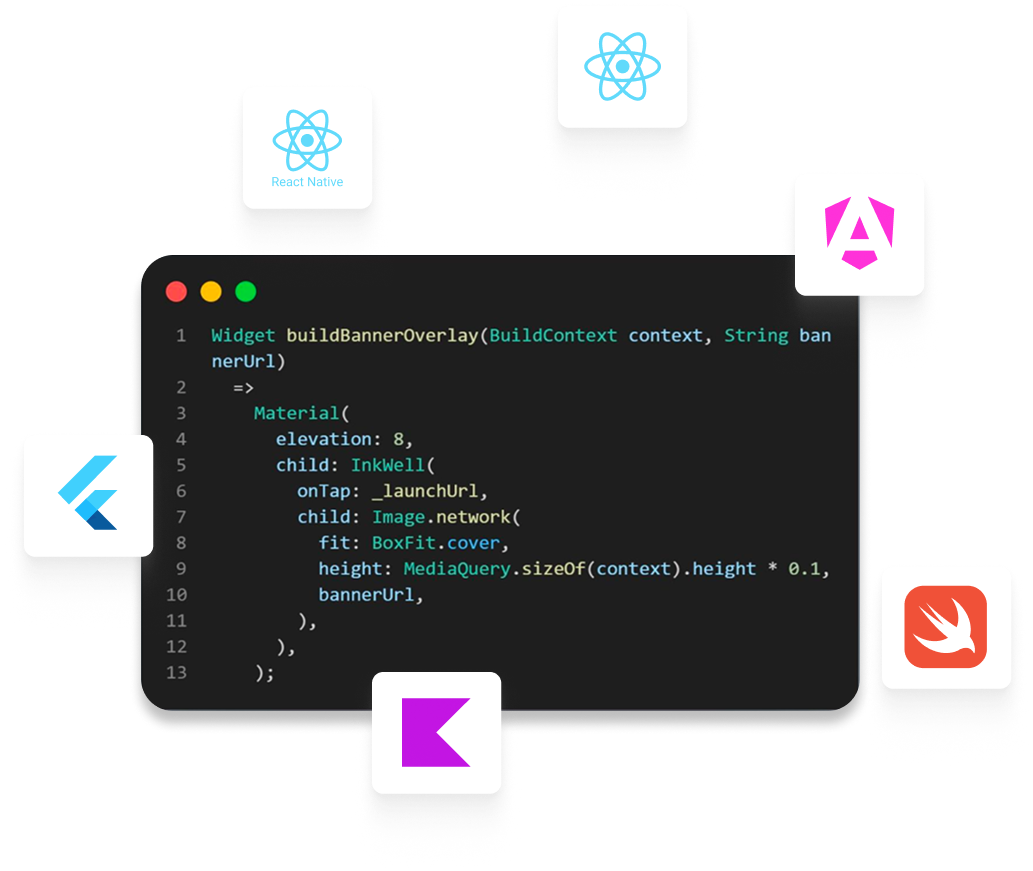 React Native
1 Widget buildBannerOverlay(BuildContext context, String ban
nerUrl)
2 =>
3 Material(
4 elevation: 8,
5 child: InkWell(
6 onTap: _launchUrl,
7 child: Image.network(
8 fit: BoxFit.cover,
9 height: MediaQuery.sizeOf(context).height * 0.1,
10 bannerUrl,
11 ),
12 ),
13 );